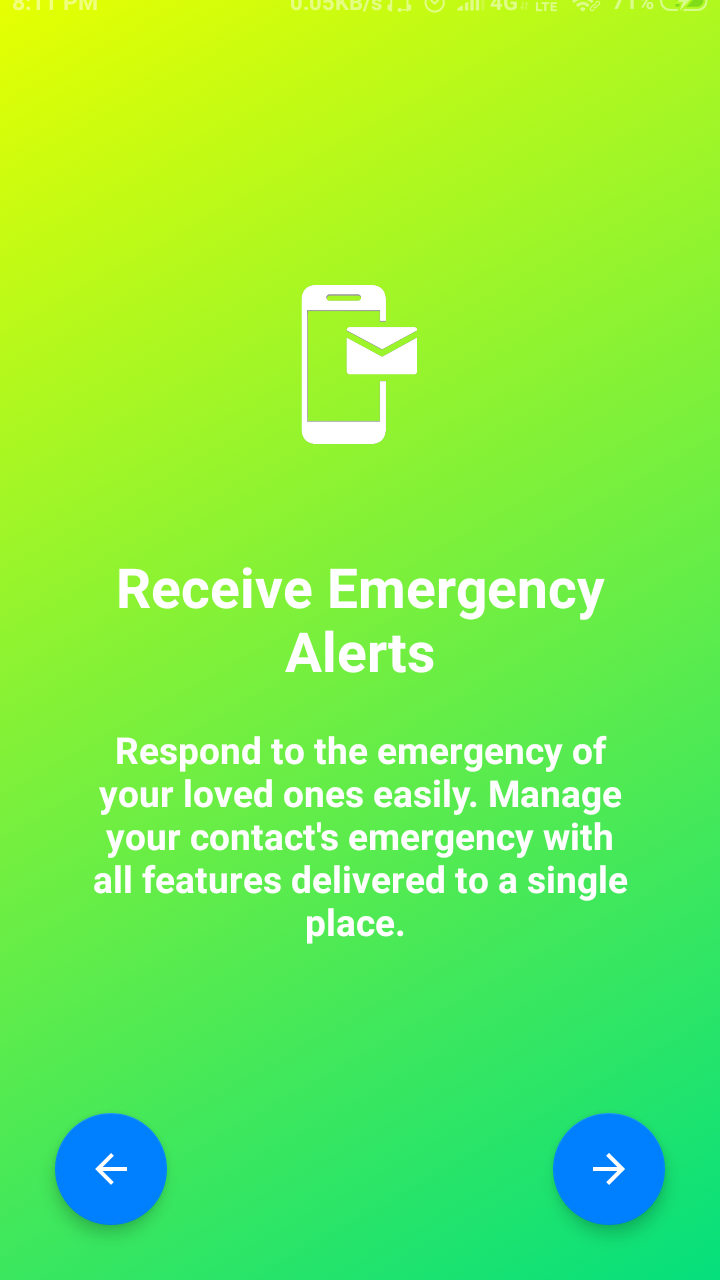 8:11 PM 0.05KB/s 4G LTE 71%
Receive Emergency
Alerts
Respond to the emergency of
your loved ones easily. Manage
your contact's emergency with
all features delivered to a single
place.